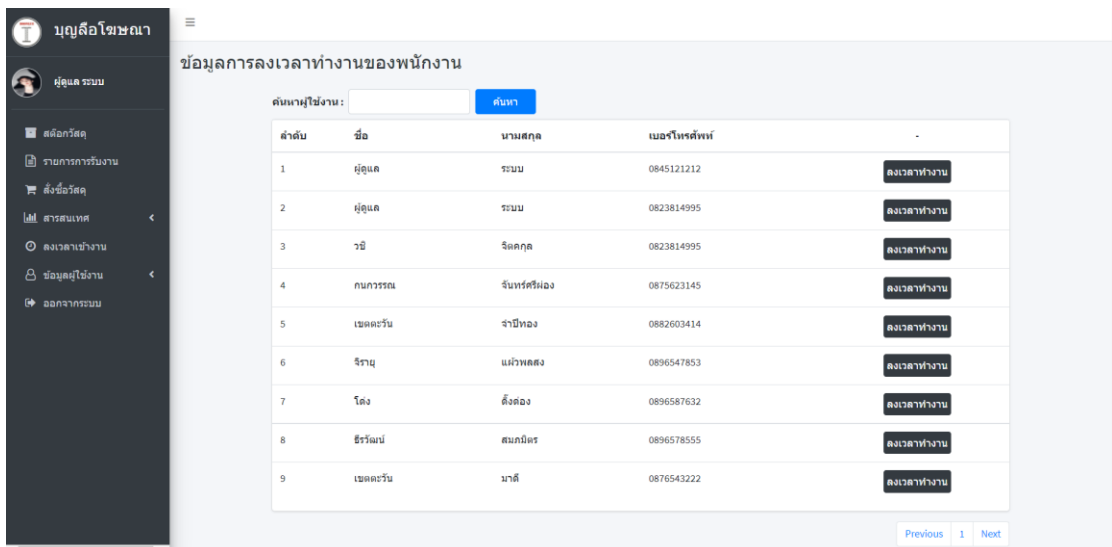 บุญลือโฆษณา
ผู้ดูแล ระบบ
สต๊อกวัสดุ
รายการการรับงาน
สั่งซื้อวัสดุ
สารสนเทศ
ลงเวลาเข้างาน
ข้อมูลผู้ใช้งาน
ออกจากระบบ
ข้อมูลการลงเวลาทำงานของพนักงาน
ค้นหาผู้ใช้งาน : ค้นหา
ลำดับ ชื่อ นามสกุล เบอร์โทรศัพท์ -
1 ผู้ดูแล ระบบ 0845121212 ลงเวลาทำงาน
2 ผู้ดูแล ระบบ 0823814995 ลงเวลาทำงาน
3 วชิ จิตคกุล 0823814995 ลงเวลาทำงาน
4 กนกวรรณ จันทร์ศรีผ่อง 0875623145 ลงเวลาทำงาน
5 เขตตะวัน จำปีทอง 0882603414 ลงเวลาทำงาน
6 จิรายุ แผ้วพลสง 0896547853 ลงเวลาทำงาน
7 โด่ง ดั้งด่อง 0896587632 ลงเวลาทำงาน
8 ธีรวัฒน์ สมภมิตร 0896578555 ลงเวลาทำงาน
9 เขตตะวัน มาดี 0876543222 ลงเวลาทำงาน
Previous 1 Next